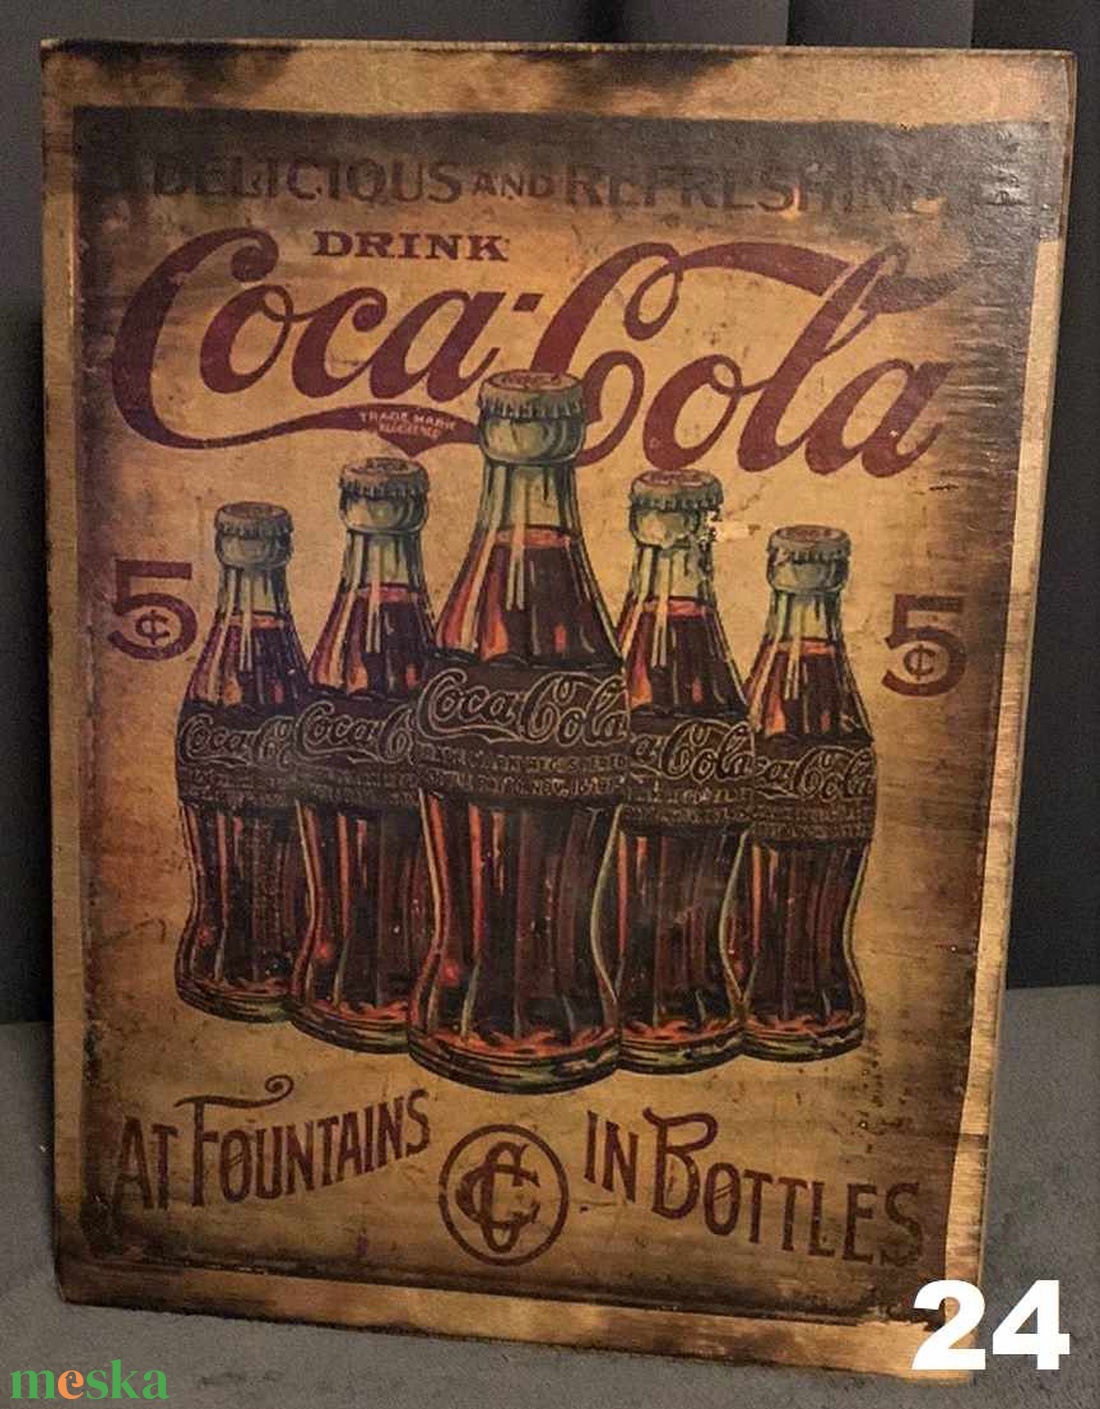 DELICIOUS AND REFRESHING
DRINK
Coca-Cola
TRADE MARK
5¢
5¢
Coca-Cola
AT FOUNTAINS
IN BOTTLES
CC
24
meska